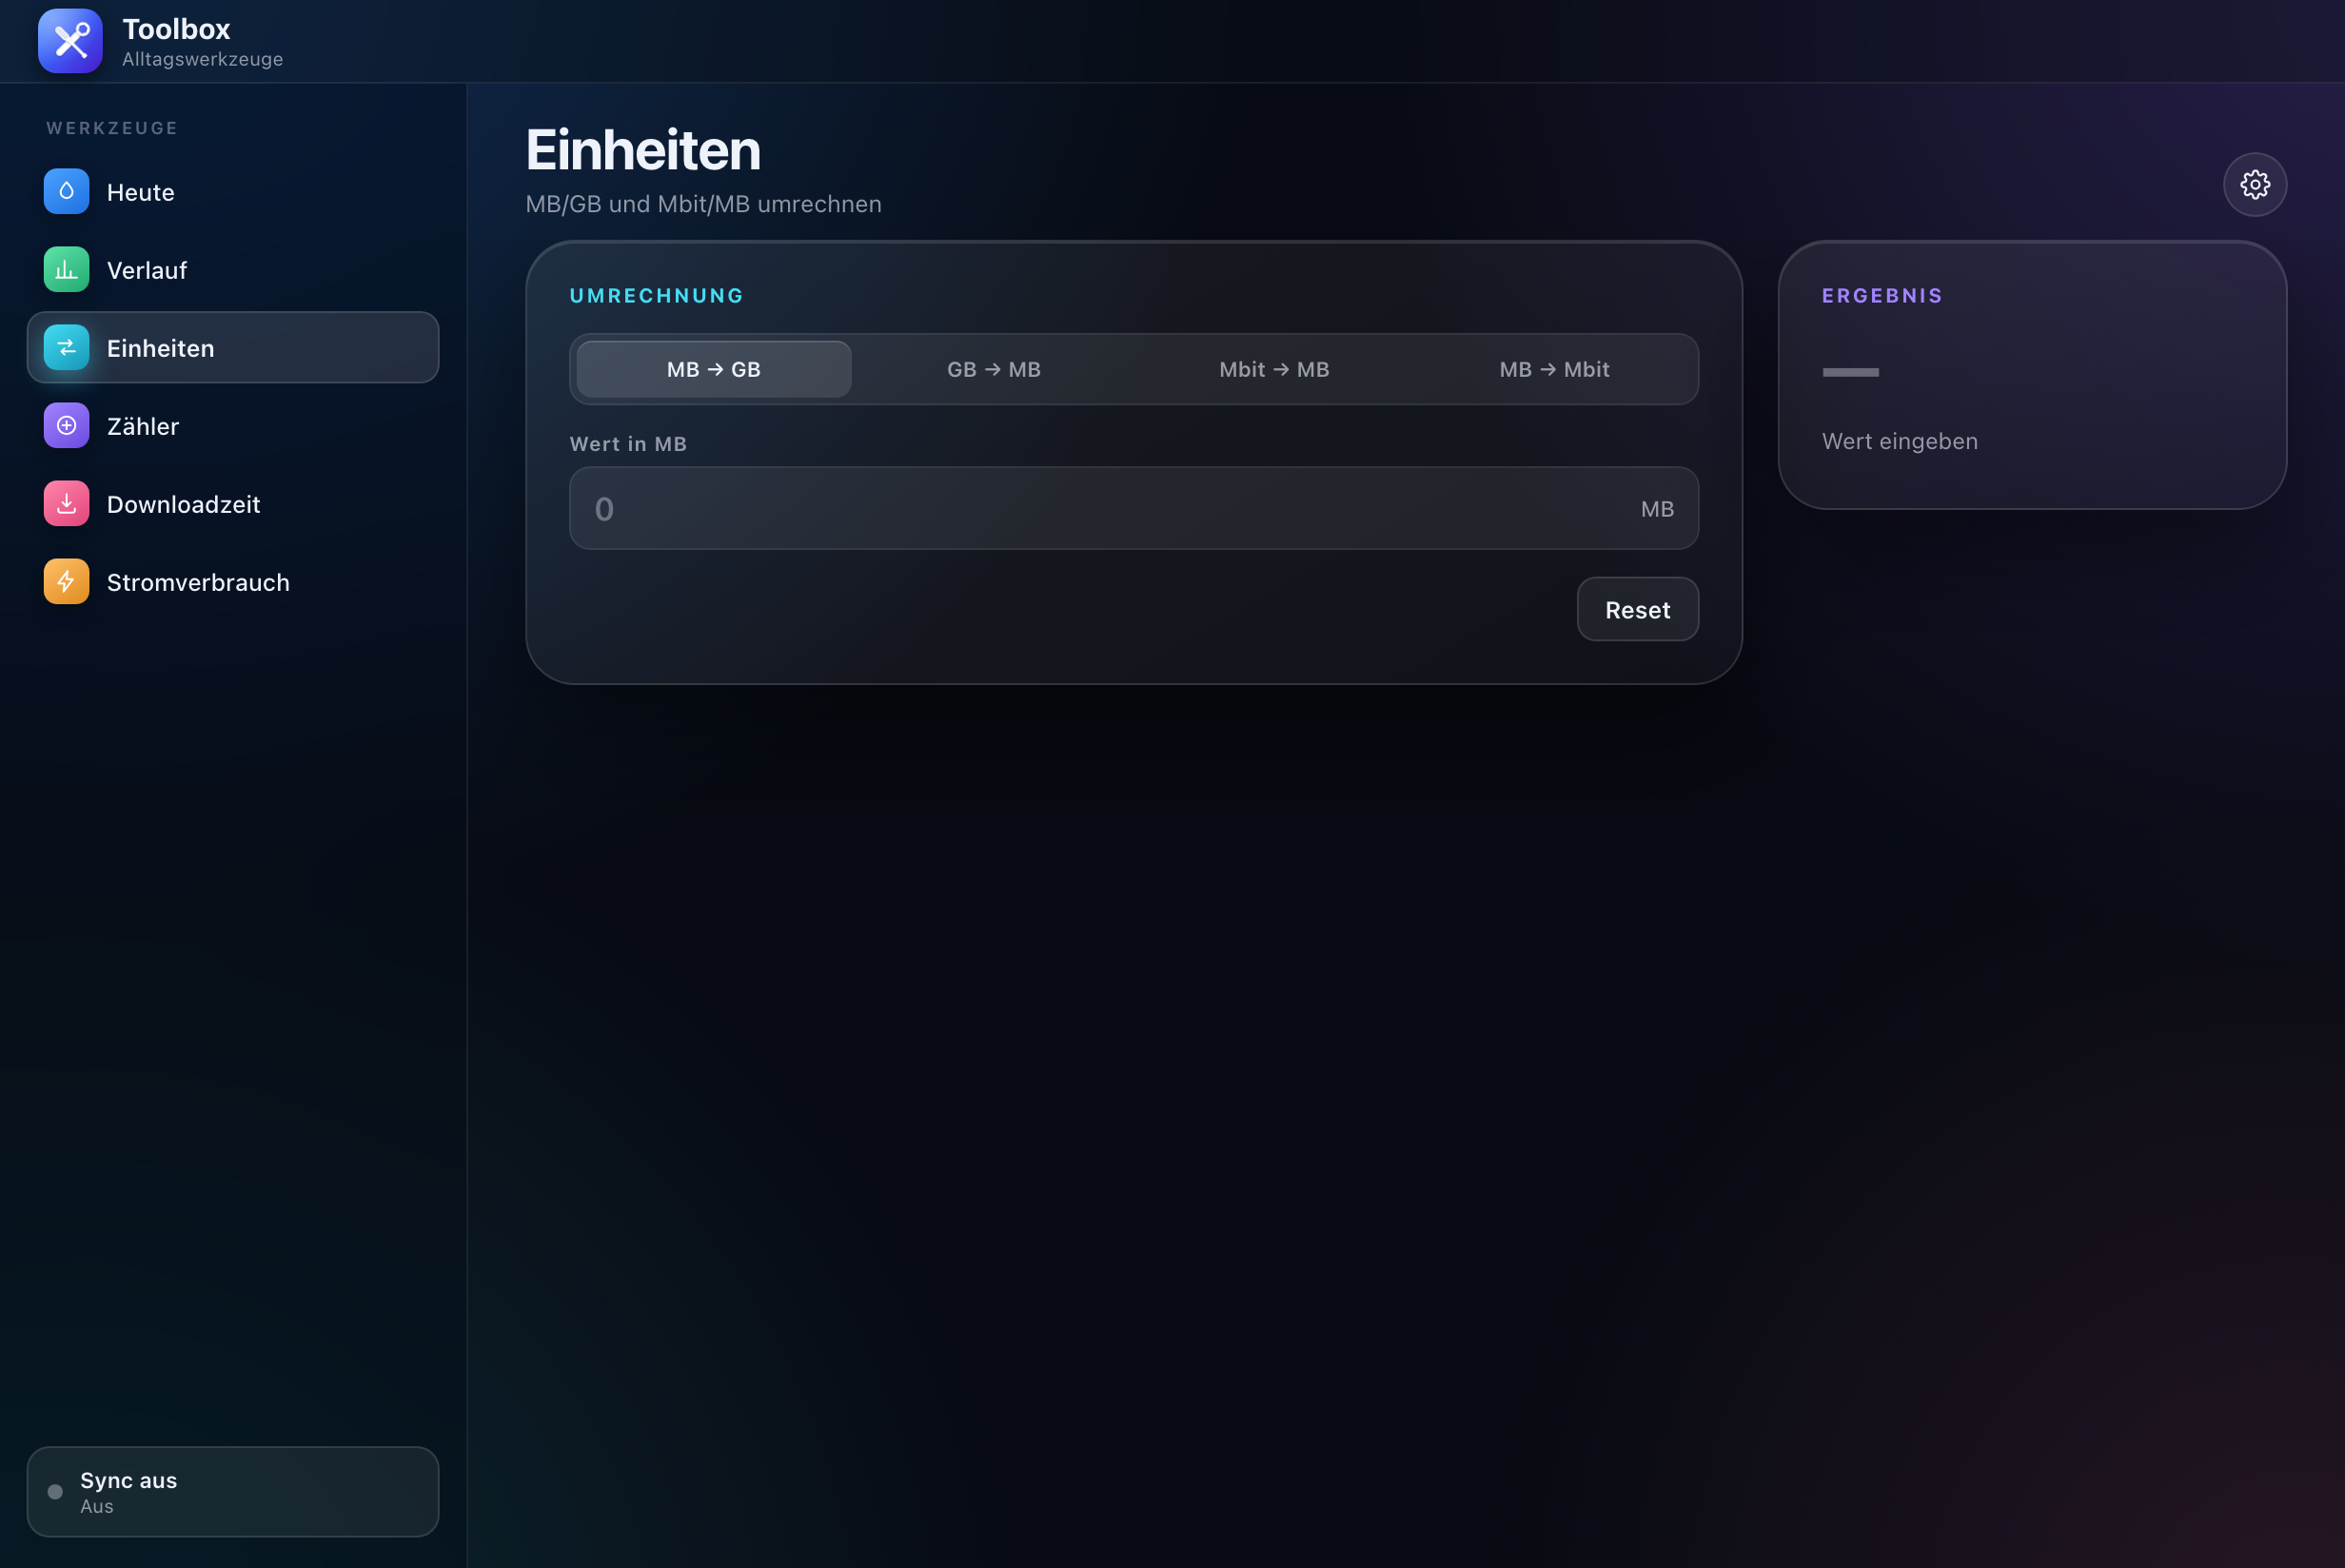 Toolbox
Alltagswerkzeuge
WERKZEUGE
Heute
Verlauf
Einheiten
Zähler
Downloadzeit
Stromverbrauch
Sync aus
Aus
Einheiten
MB/GB und Mbit/MB umrechnen
UMRECHNUNG
MB → GB
GB → MB
Mbit → MB
MB → Mbit
Wert in MB
0
MB
Reset
ERGEBNIS
—
Wert eingeben